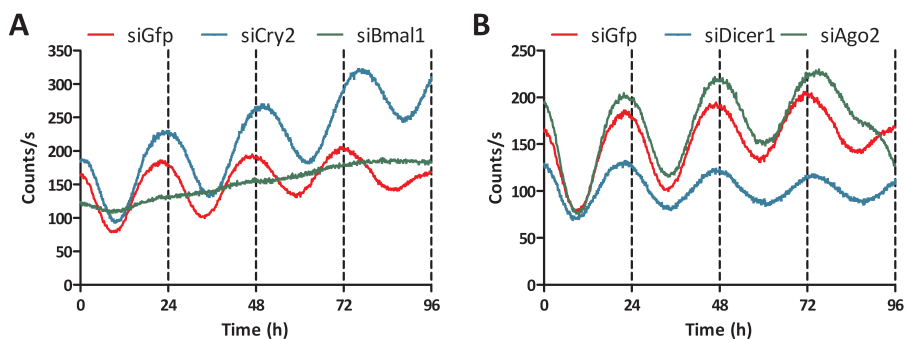 A
siGfp siCry2 siBmal1
350
300
250
200
150
100
50
0
Counts/s
0 24 48 72 96
Time (h)
B
siGfp siDicer1 siAgo2
250
200
150
100
50
0
Counts/s
0 24 48 72 96
Time (h)